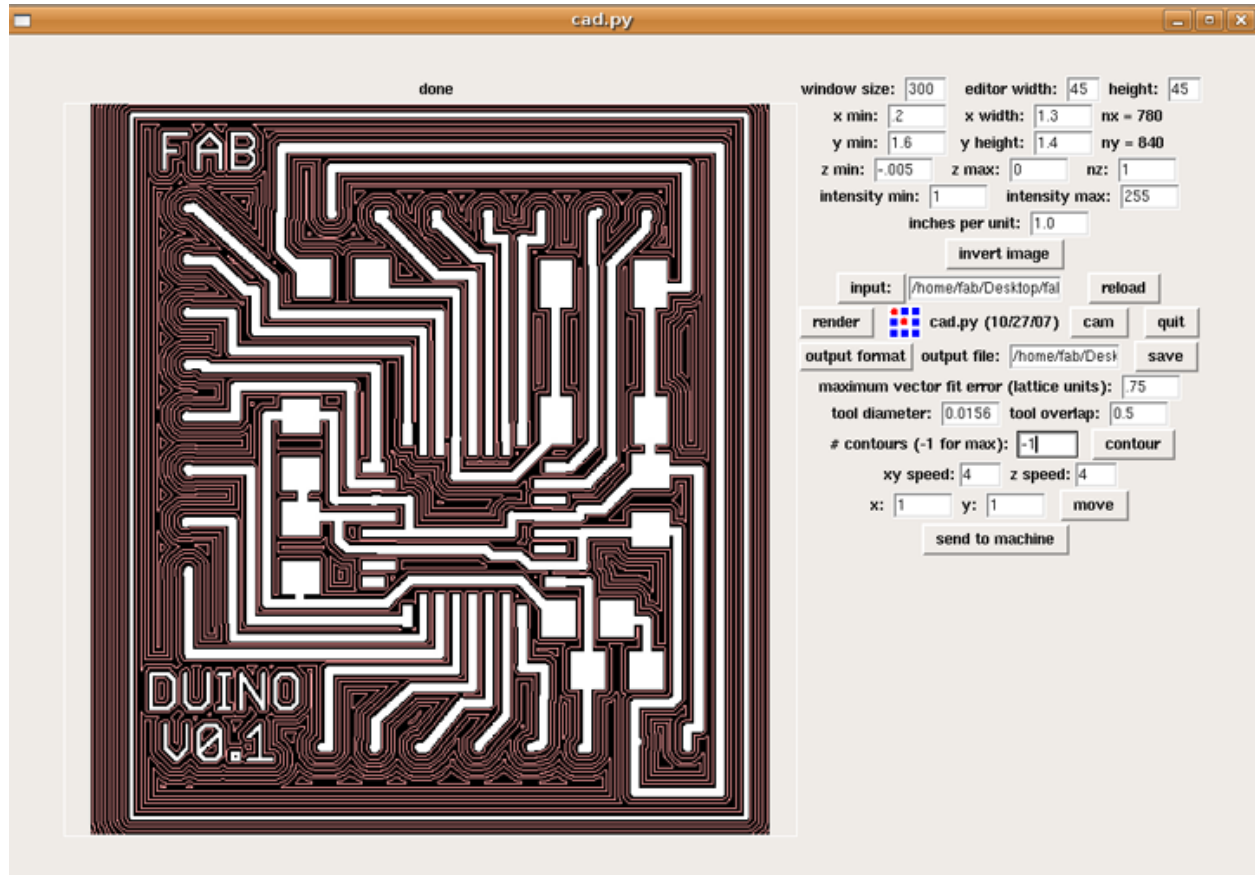 cad.py
done
window size: 300 editor width: 45 height: 45
x min: .2 x width: 1.3 nx = 780
y min: 1.6 y height: 1.4 ny = 840
z min: -.005 z max: 0 nz: 1
intensity min: 1 intensity max: 255
inches per unit: 1.0
invert image
input: /home/fab/Desktop/fal reload
render cad.py (10/27/07) cam quit
output format output file: /home/fab/Desk save
maximum vector fit error (lattice units): .75
tool diameter: 0.0156 tool overlap: 0.5
# contours (-1 for max): -1 contour
xy speed: 4 z speed: 4
x: 1 y: 1 move
send to machine
FAB
DUINO
V0.1